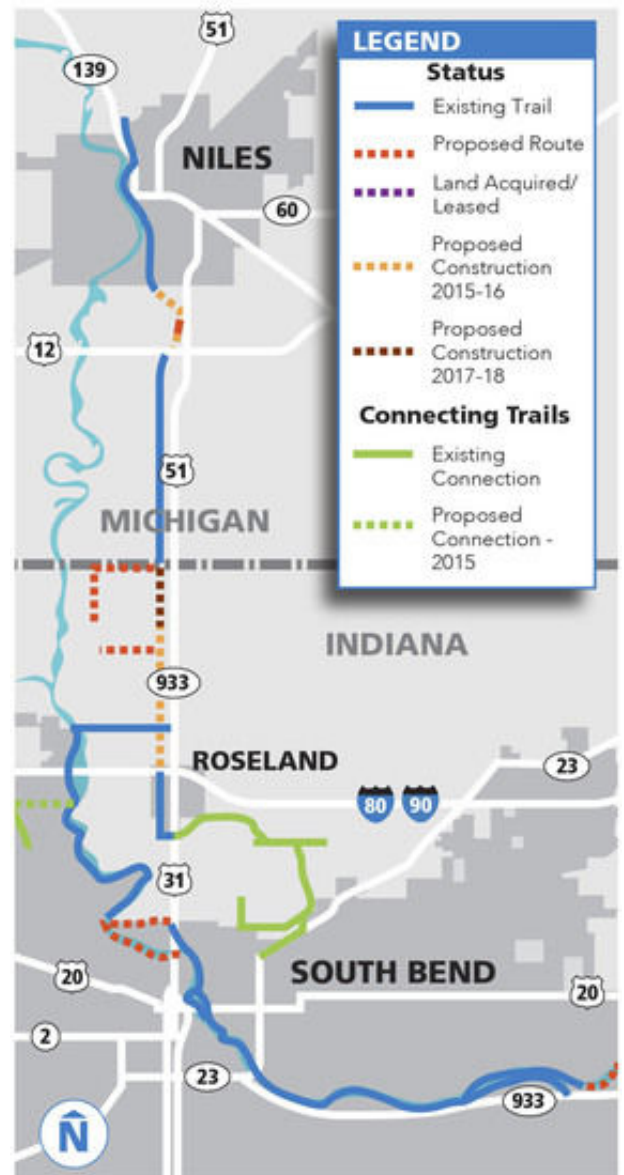 51
139
NILES
60
12
51
MICHIGAN
INDIANA
933
ROSELAND
23
80
90
31
20
SOUTH BEND
20
2
23
933
N
LEGEND
Status
Existing Trail
Proposed Route
Land Acquired/
Leased
Proposed
Construction
2015-16
Proposed
Construction
2017-18
Connecting Trails
Existing
Connection
Proposed
Connection -
2015